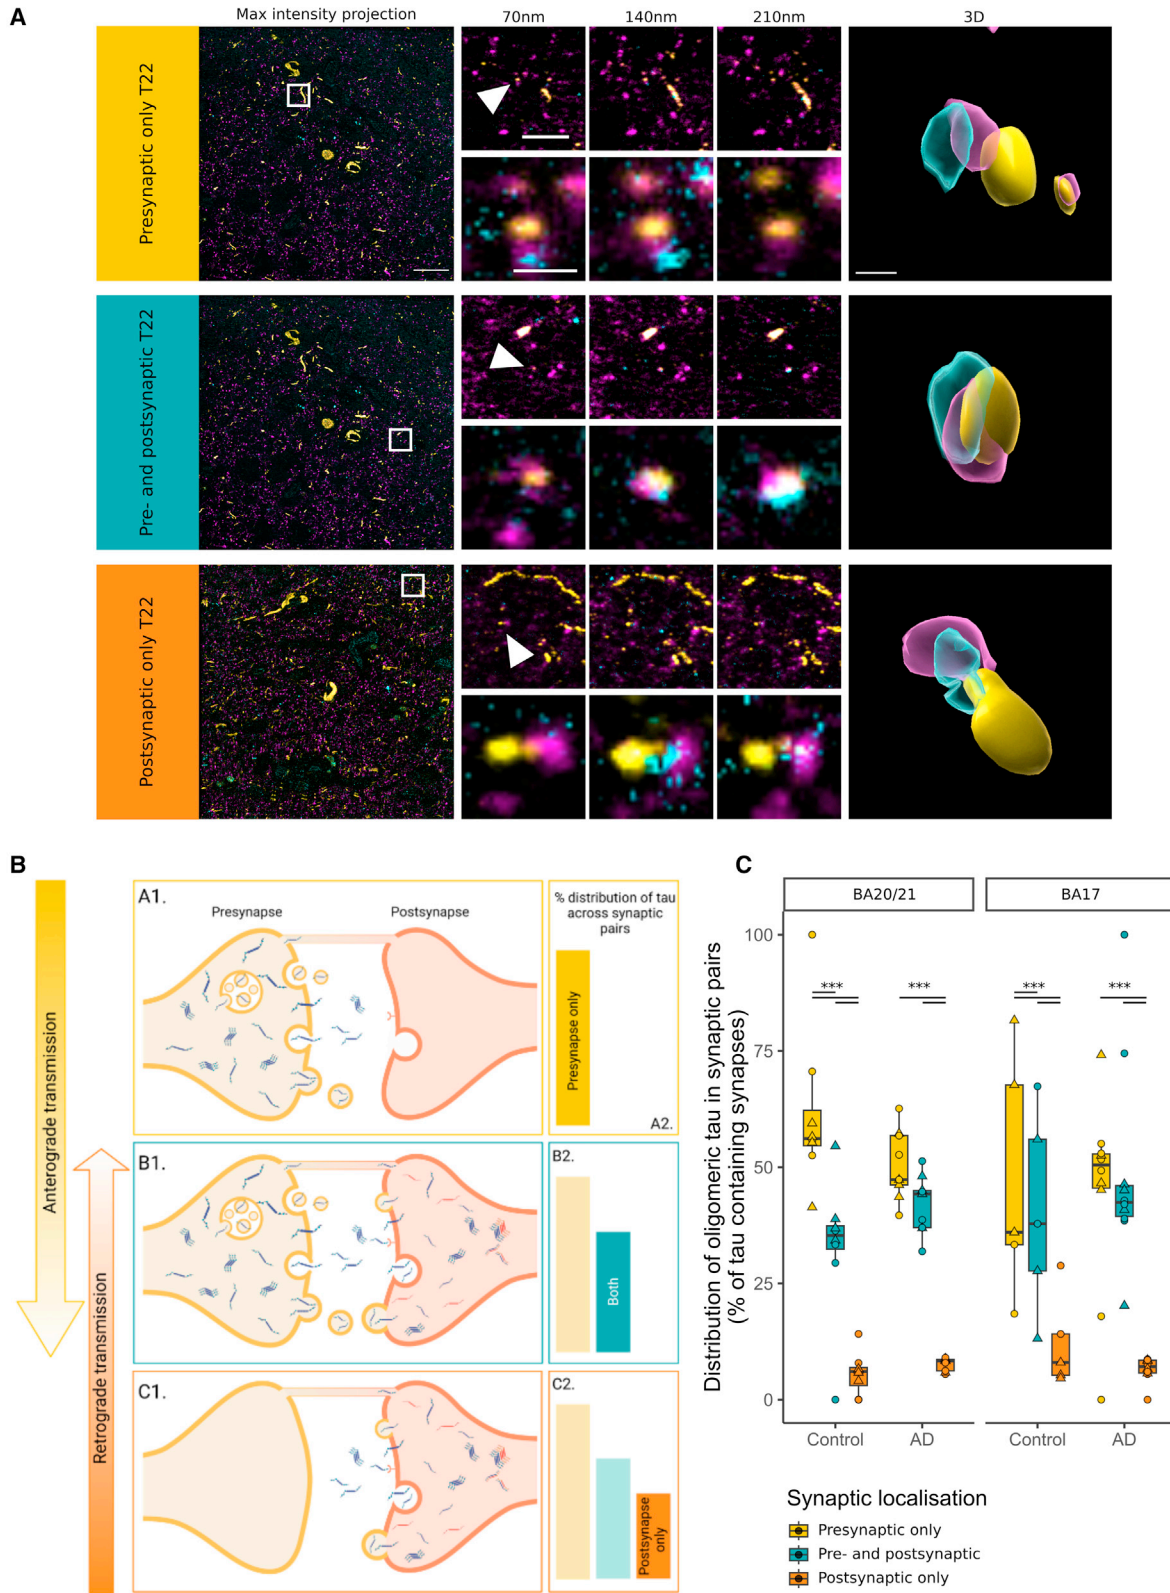 A
Max intensity projection
70nm
140nm
210nm
3D
Presynaptic only T22
Pre- and postsynaptic T22
Postsynaptic only T22
B
Anterograde transmission
Retrograde transmission
A1.
Presynapse
Postsynapse
% distribution of tau
across synaptic
pairs
Presynapse only
A2.
B1.
B2.
Both
C1.
C2.
Postsynapse
only
C
BA20/21
BA17
Distribution of oligomeric tau in synaptic pairs
(% of tau containing synapses)
100
75
50
25
0
***
***
***
***
Control
AD
Control
AD
Synaptic localisation
Presynaptic only
Pre- and postsynaptic
Postsynaptic only